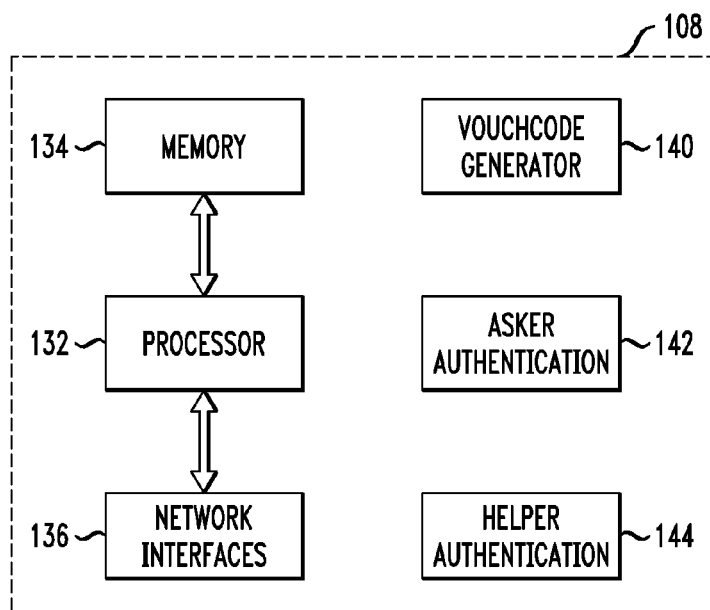 108
134
MEMORY
VOUCHCODE
GENERATOR
140
132
PROCESSOR
ASKER
AUTHENTICATION
142
136
NETWORK
INTERFACES
HELPER
AUTHENTICATION
144